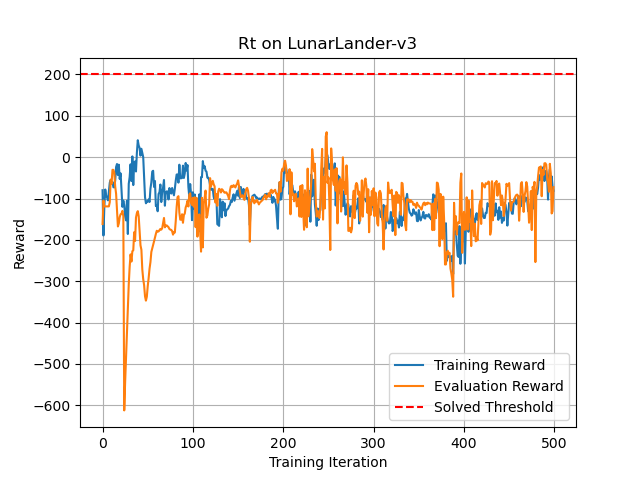 Rt on LunarLander-v3
Reward
200
100
0
−100
−200
−300
−400
−500
−600
0
100
200
300
400
500
Training Iteration
Training Reward
Evaluation Reward
Solved Threshold